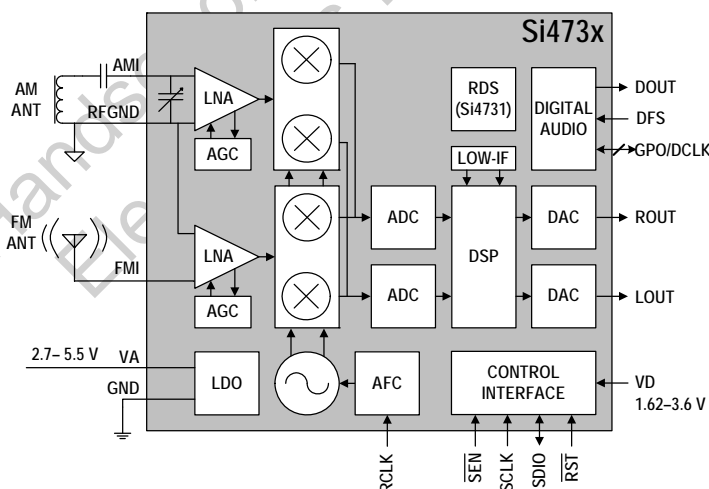 Si473x
AMI
AM
ANT
RFGND
LNA
AGC
RDS
(Si4731)
DIGITAL
AUDIO
DOUT
DFS
GPO/DCLK
LOW-IF
FM
ANT
FMI
LNA
AGC
ADC
ADC
DSP
DAC
DAC
ROUT
LOUT
2.7– 5.5 V
VA
GND
LDO
AFC
CONTROL
INTERFACE
VD
1.62–3.6 V
RCLK
SEN
SCLK
SDIO
RST